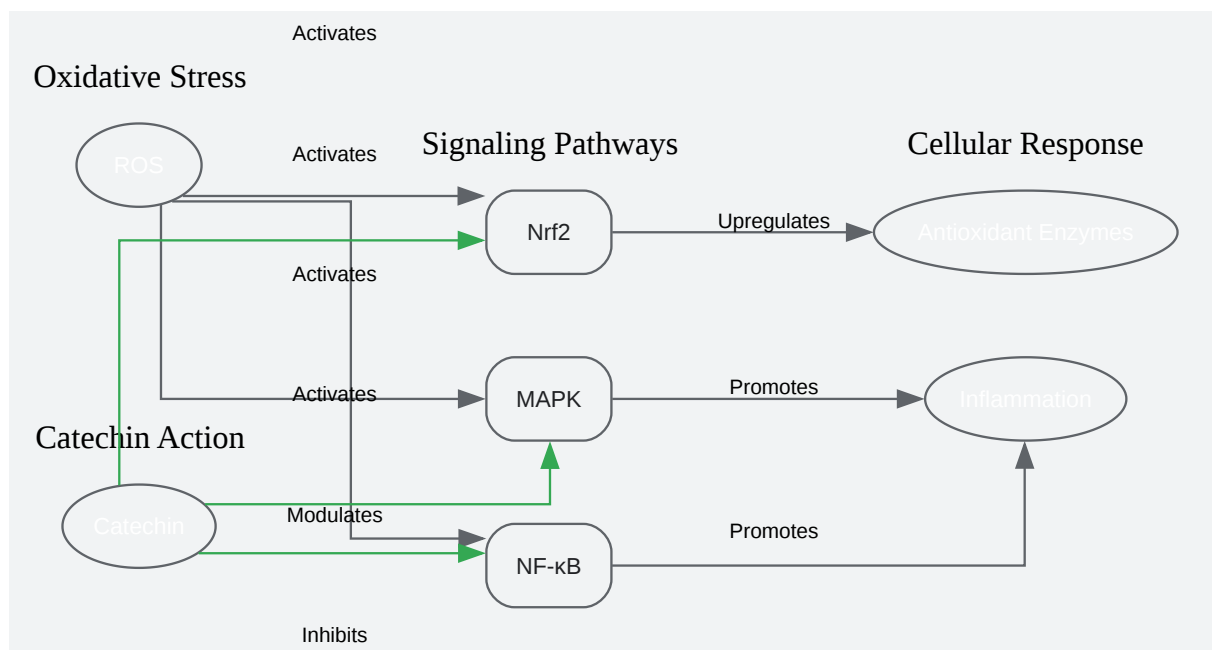 Activates
Oxidative Stress
Signaling Pathways
Cellular Response
ROS
Activates
Nrf2
Upregulates
Antioxidant Enzymes
Activates
MAPK
Promotes
Inflammation
Activates
Catechin Action
Catechin
Modulates
NF-κB
Promotes
Inhibits